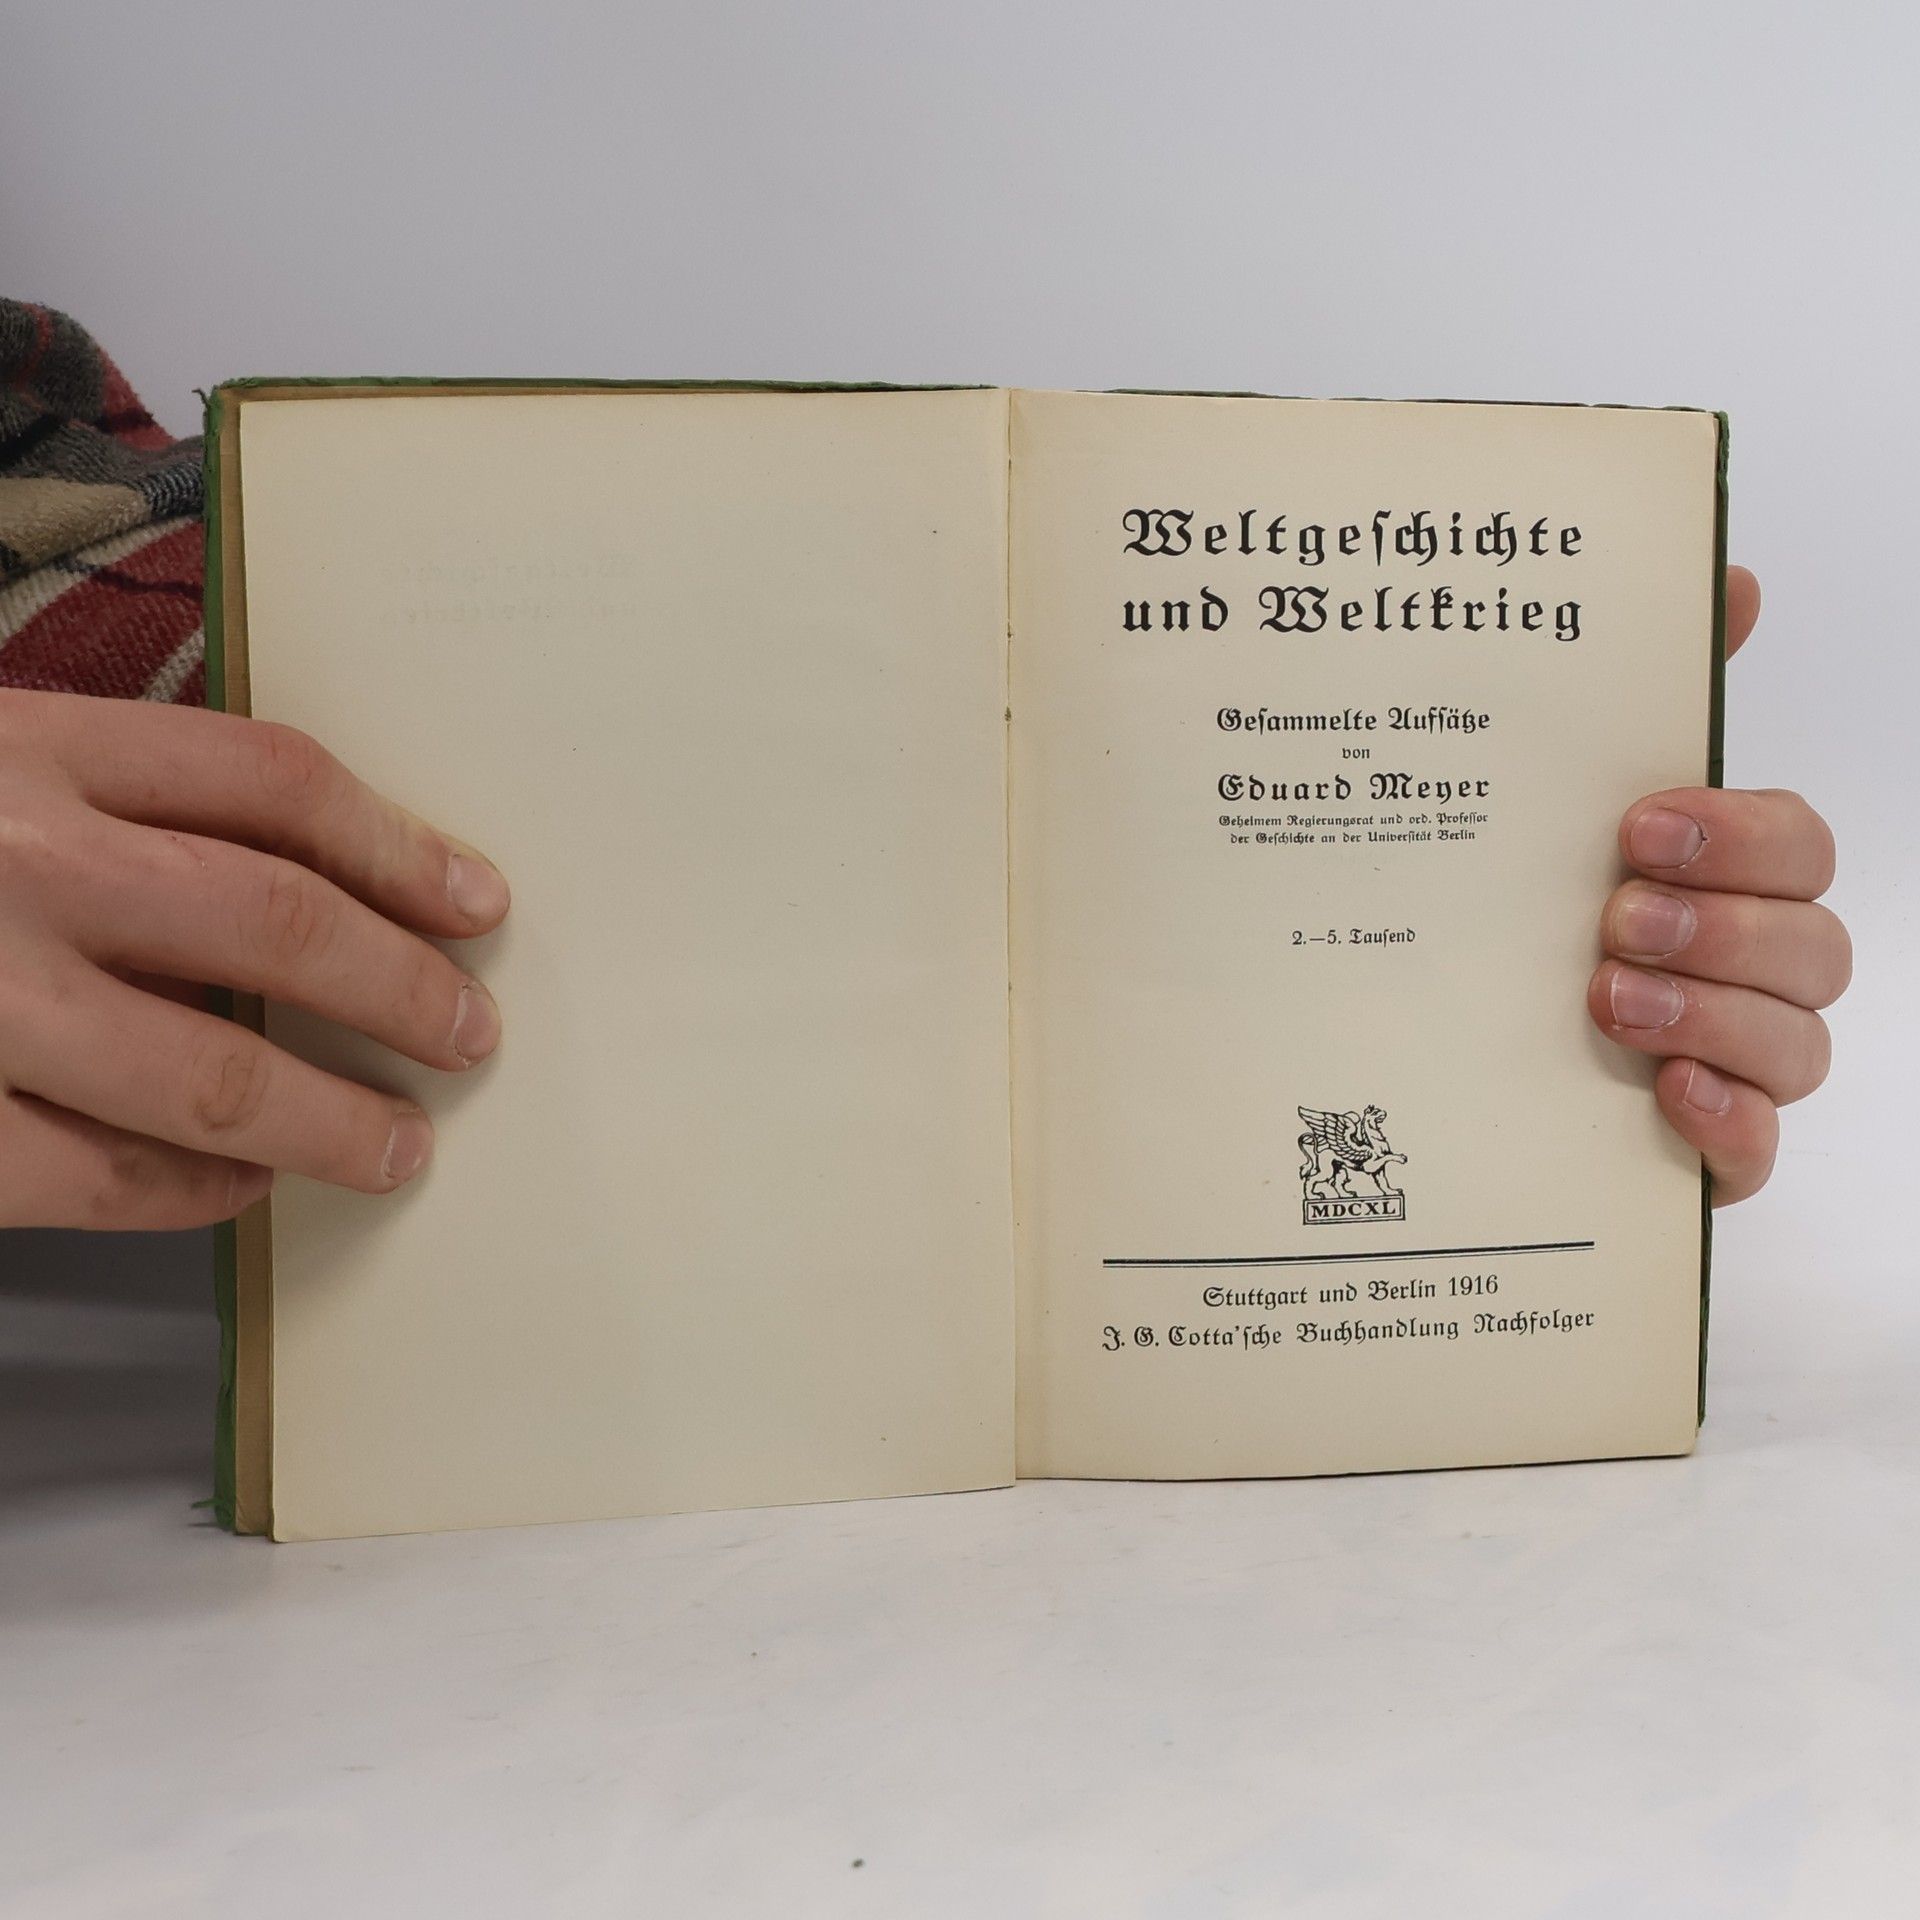 Weltgeſchichte
und Weltkrieg
Geſammelte Aufſätze
von
Eduard Meyer
Geheimem Regierungsrat und ord. Profeſſor
der Geſchichte an der Univerſität Berlin
2.—5. Tauſend
MDCXL
Stuttgart und Berlin 1916
J. G. Cotta'ſche Buchhandlung Nachfolger